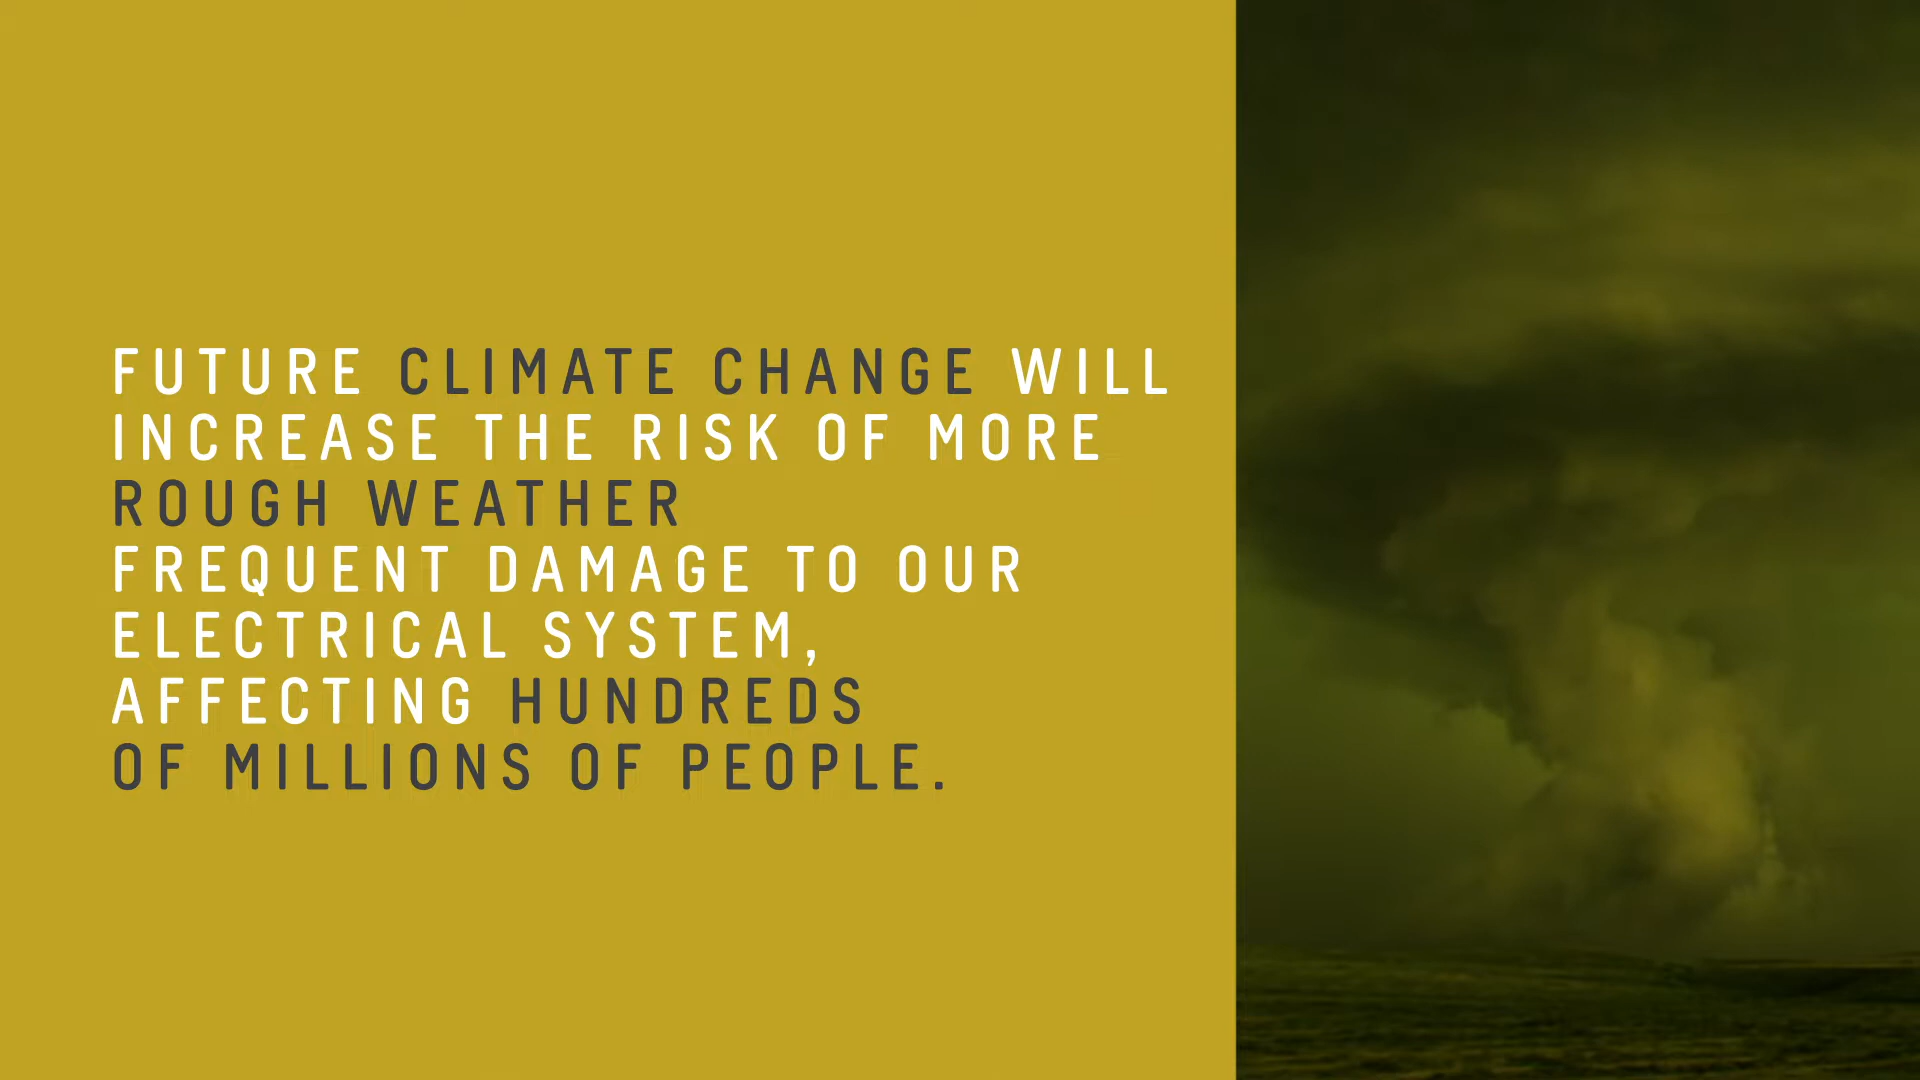 FUTURE CLIMATE CHANGE WILL
INCREASE THE RISK OF MORE
ROUGH WEATHER
FREQUENT DAMAGE TO OUR
ELECTRICAL SYSTEM,
AFFECTING HUNDREDS
OF MILLIONS OF PEOPLE.